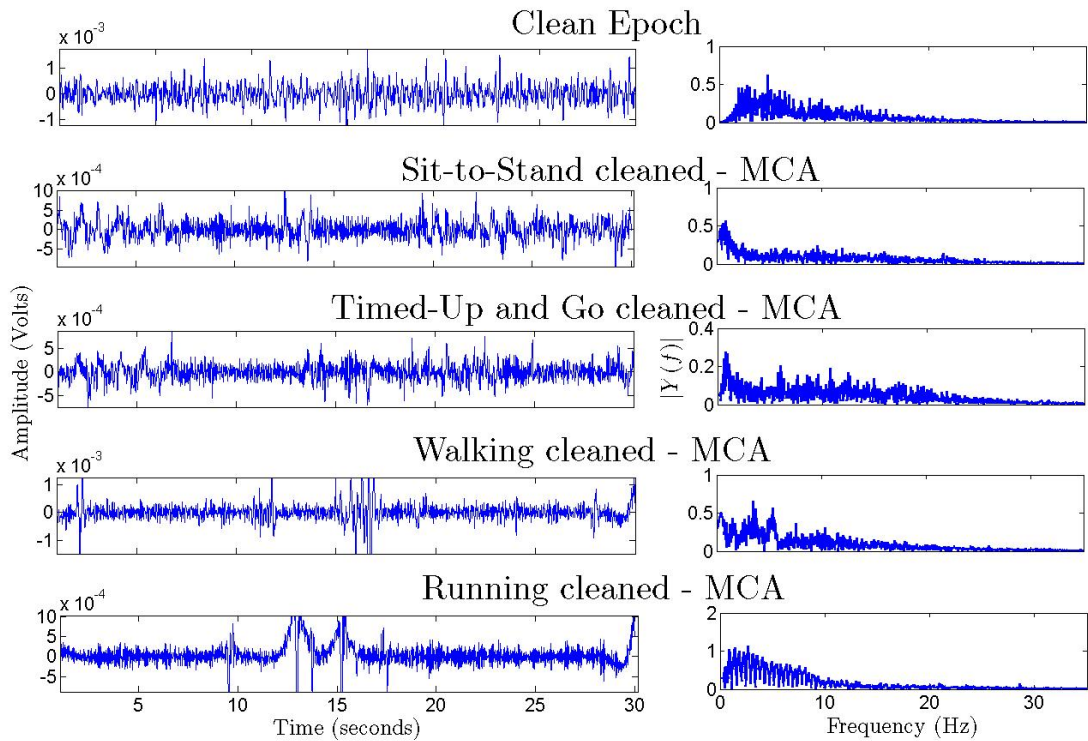 Clean Epoch
x 10-3
1
0
-1
1
0.5
0
Sit-to-Stand cleaned - MCA
x 10-4
10
5
0
-5
1
0.5
0
Timed-Up and Go cleaned - MCA
x 10-4
5
0
-5
0.4
0.2
0
Amplitude (Volts)
|Y (f)|
Walking cleaned - MCA
x 10-3
1
0
-1
1
0.5
0
Running cleaned - MCA
x 10-4
10
5
0
-5
2
1
0
5 10 15 20 25 30
0 10 20 30
Time (seconds)
Frequency (Hz)